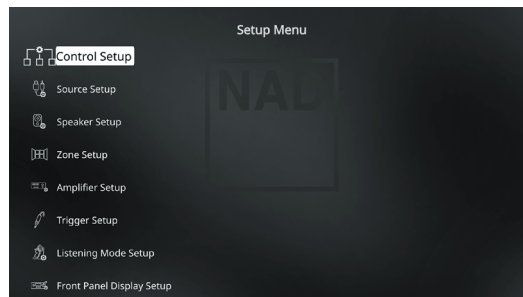 Setup Menu
Control Setup
Source Setup
Speaker Setup
Zone Setup
Amplifier Setup
Trigger Setup
Listening Mode Setup
Front Panel Display Setup
NAD